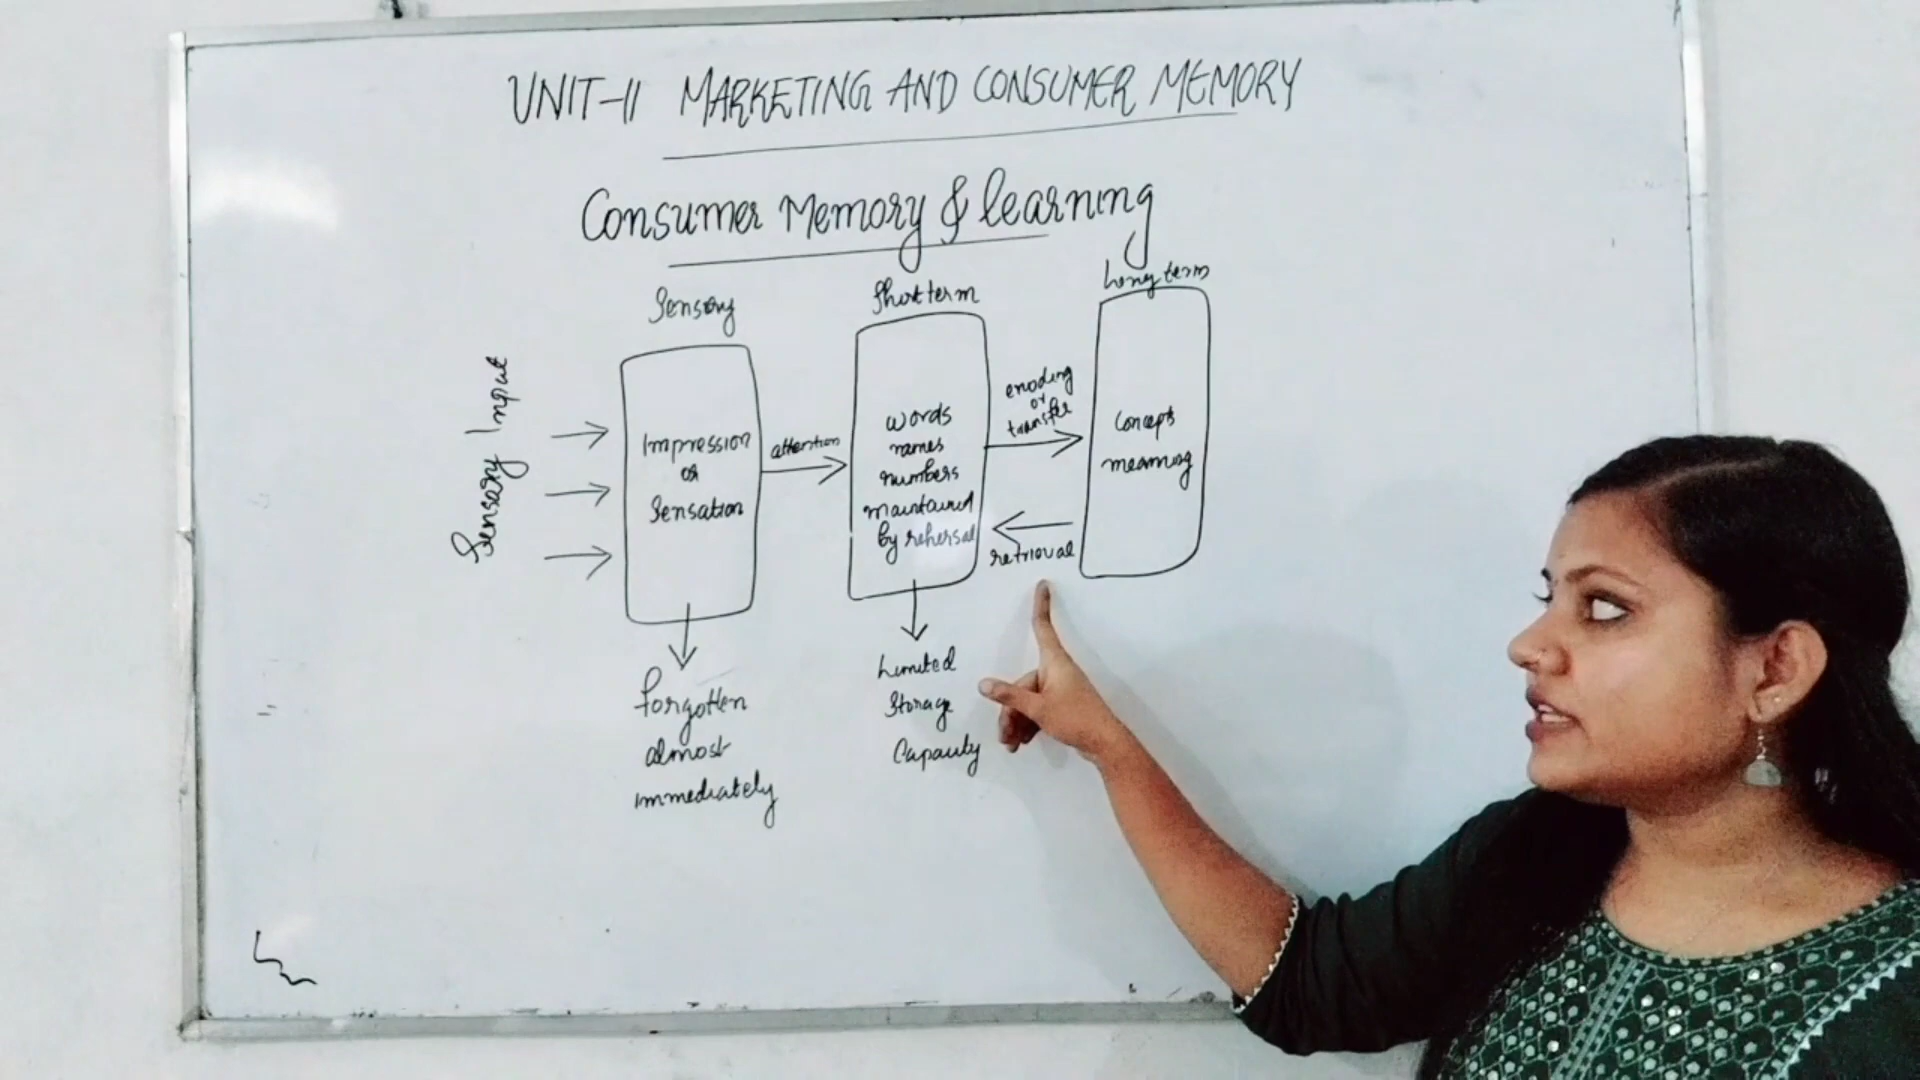 UNIT-II MARKETING AND CONSUMER MEMORY
Consumer Memory & learning
Sensory
Short term
Long term
Sensory Input
Impression
or
Sensation
attention
words
names
numbers
maintained
by rehersal
enoding
or
transfer
retrieval
Concepts
meaning
Forgotten
almost
immediately
Limited
Storage
Capacity